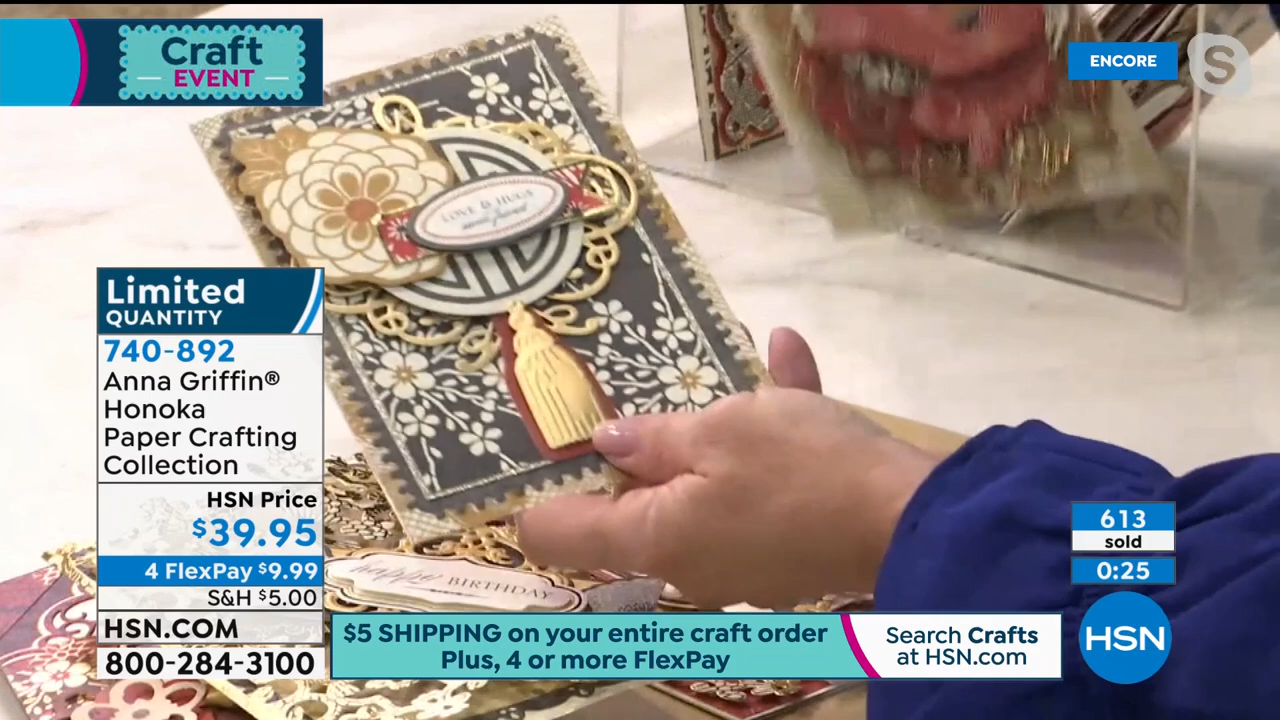 Craft
EVENT
ENCORE
S
LOVE & HUGS
Limited
QUANTITY
740-892
Anna Griffin®
Honoka
Paper Crafting
Collection
HSN Price
$39.95
4 FlexPay $9.99
S&H $5.00
HSN.COM
800-284-3100
happy BIRTHDAY
613
sold
0:25
$5 SHIPPING on your entire craft order
Plus, 4 or more FlexPay
Search Crafts
at HSN.com
HSN